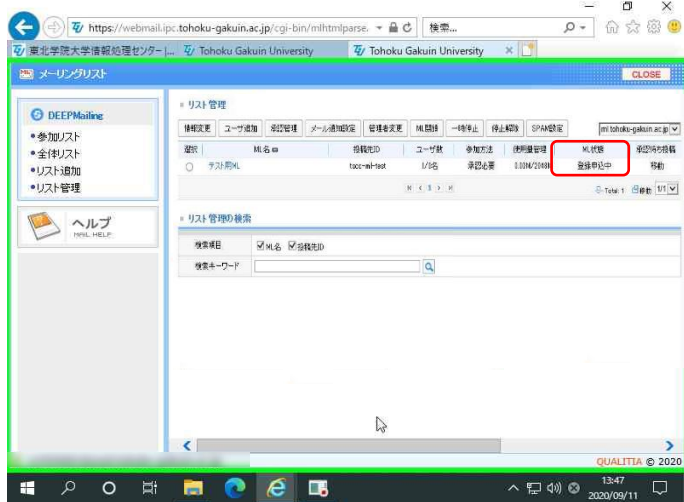 https://webmail.ipc.tohoku-gakuin.ac.jp/cgi-bin/mlhtmlparse.
検索...
東北学院大学情報処理センター |...
Tohoku Gakuin University
Tohoku Gakuin University
メーリングリスト
CLOSE
DEEPMailing
•参加リスト
•全体リスト
•リスト追加
•リスト管理
ヘルプ
MAIL HELP
リスト管理
情報変更 ユーザ追加 承認管理 メール通知設定 管理者変更 ML閉鎖 一時停止 停止解除 SPAM設定
ml.tohoku-gakuin.ac.jp
選択 ML名 投稿先ID ユーザ数 参加方法 使用量管理 ML状態 承認待ち投稿
テスト用ML tscc-ml-test 1/0名 承認必要 登録申込中 移動
1
Total: 1 移動 1/1
リスト管理の検索
検索項目 ML名 投稿先ID
検索キーワード
QUALITIA © 2020
13:47
2020/09/11